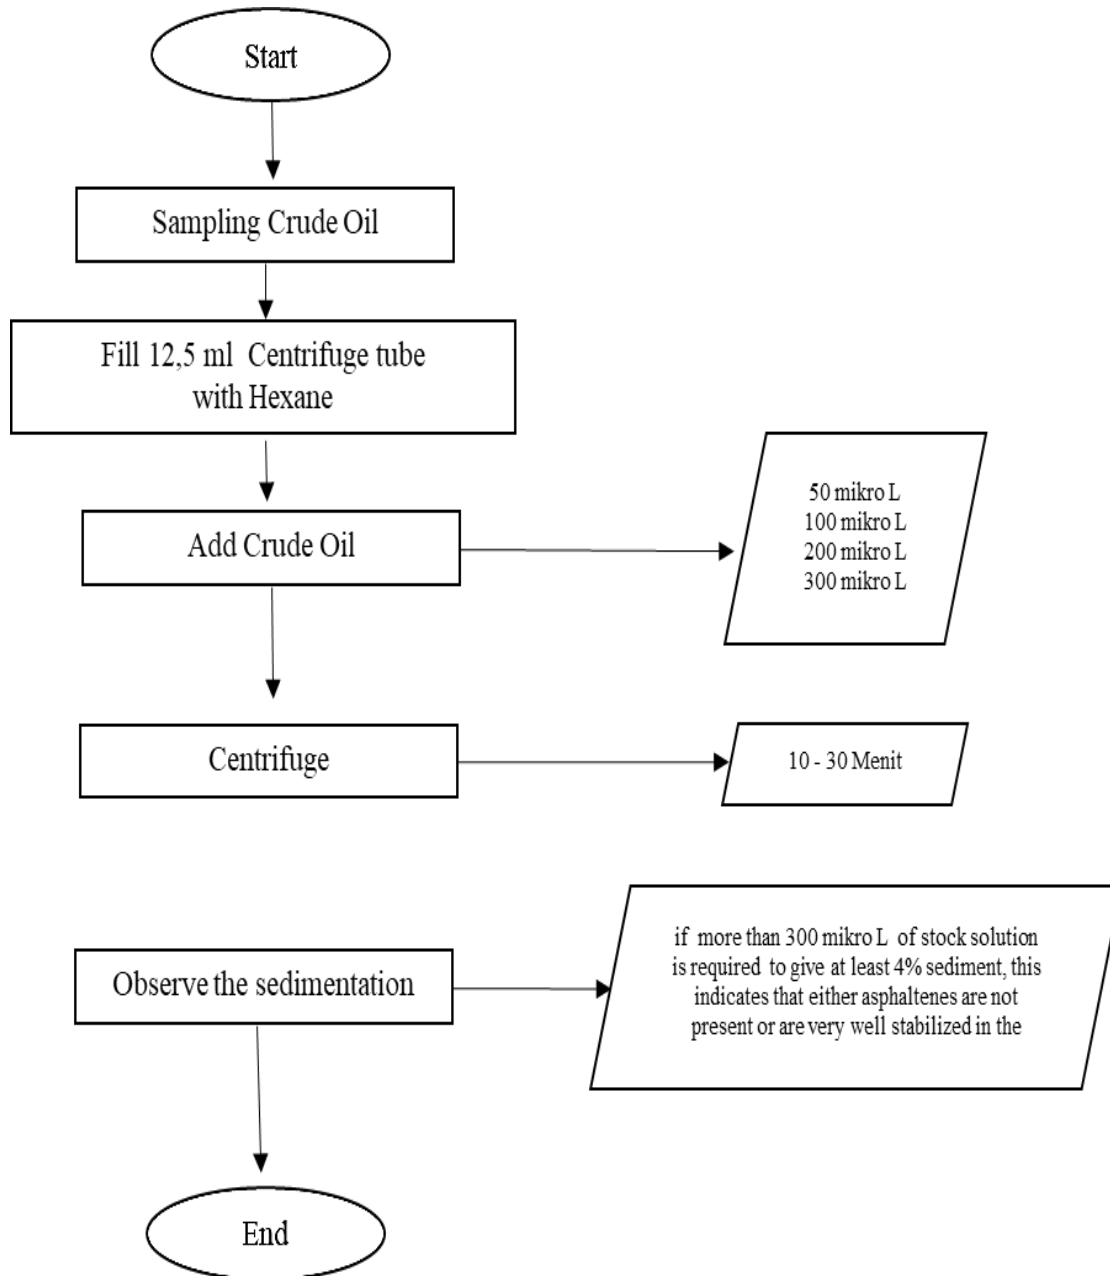 Start
Sampling Crude Oil
Fill 12,5 ml Centrifuge tube
with Hexane
Add Crude Oil
50 mikro L
100 mikro L
200 mikro L
300 mikro L
Centrifuge
10 - 30 Menit
Observe the sedimentation
if more than 300 mikro L of stock solution
is required to give at least 4% sediment, this
indicates that either asphaltenes are not
present or are very well stabilized in the
End